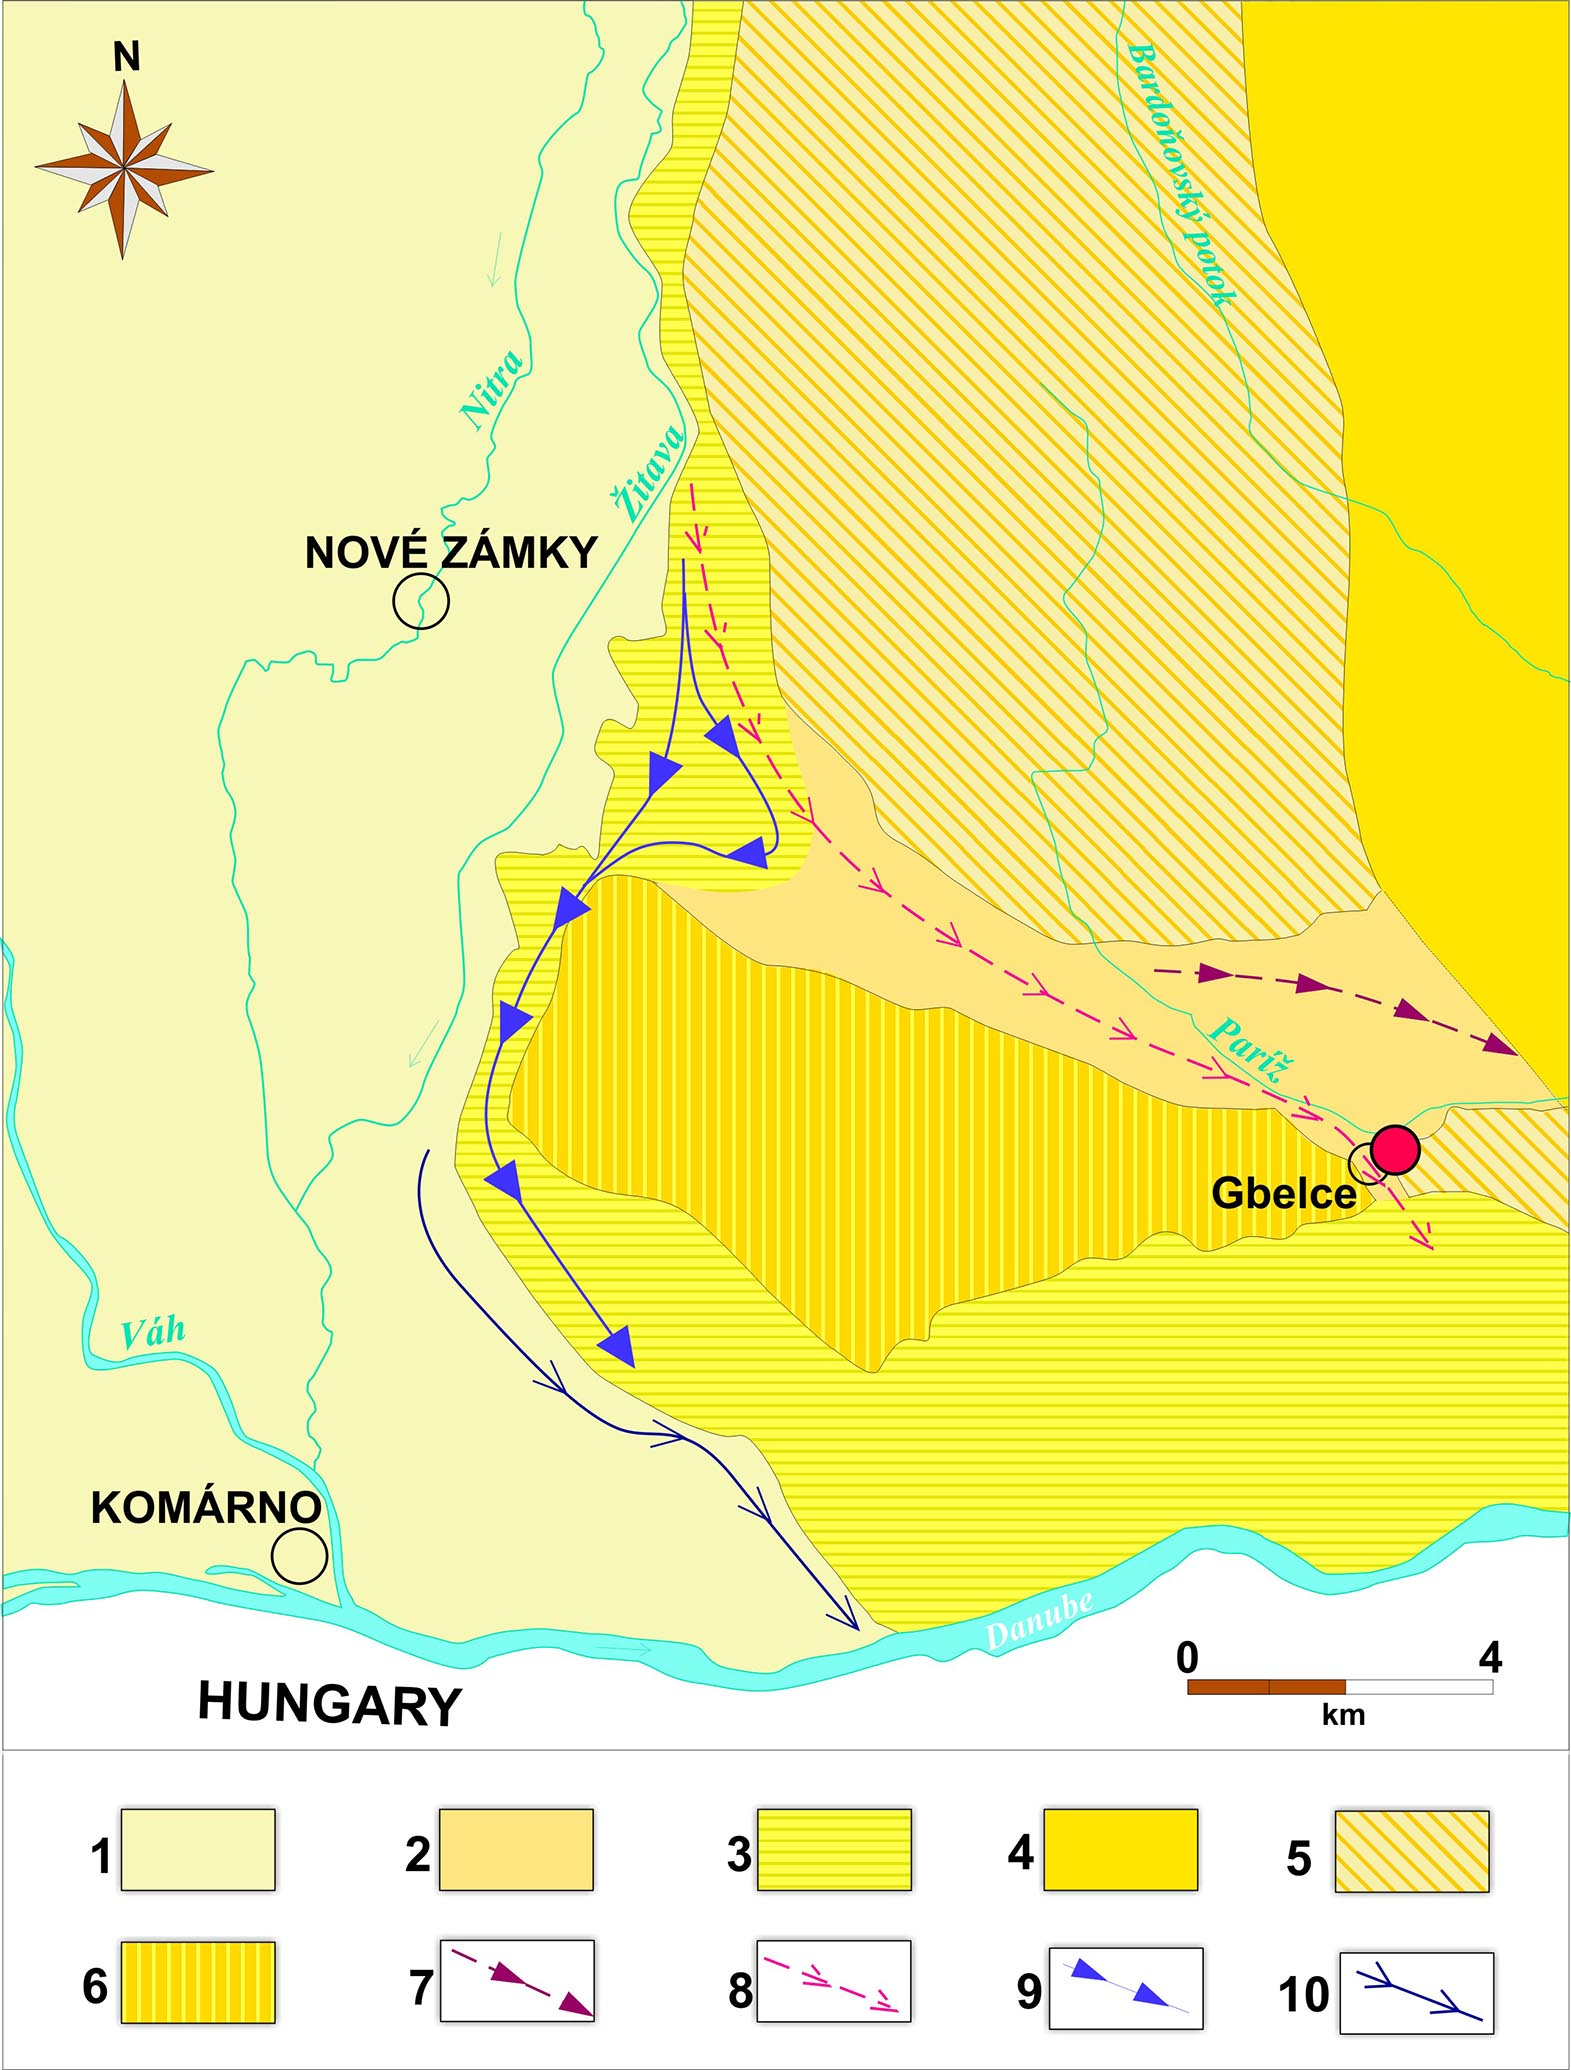 N
Bardoňovský potok
Nitra
Žitava
NOVÉ ZÁMKY
Paríž
Gbelce
Váh
KOMÁRNO
Danube
0 4
km
HUNGARY
1 2 3 4 5
6 7 8 9 10